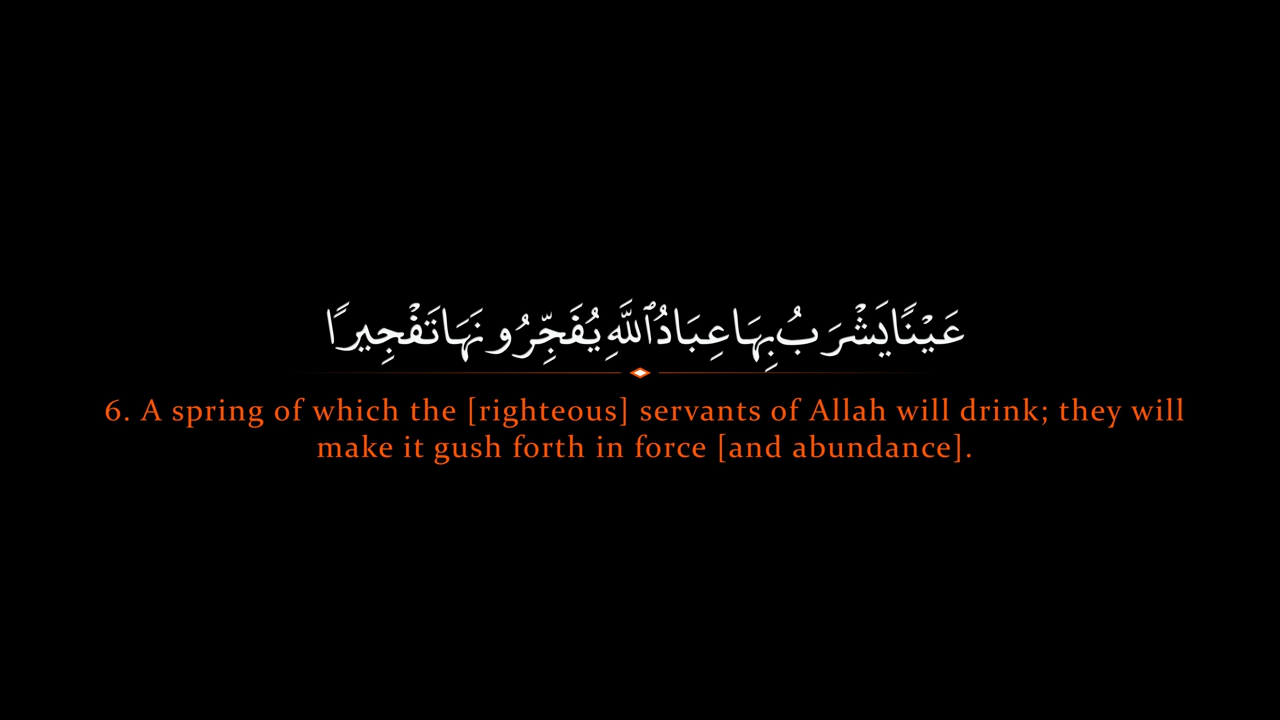 عَيْنًا يَشْرَبُ بِهَا عِبَادُ ٱللَّهِ يُفَجِّرُونَهَا تَفْجِيرًا
6. A spring of which the [righteous] servants of Allah will drink; they will
make it gush forth in force [and abundance].